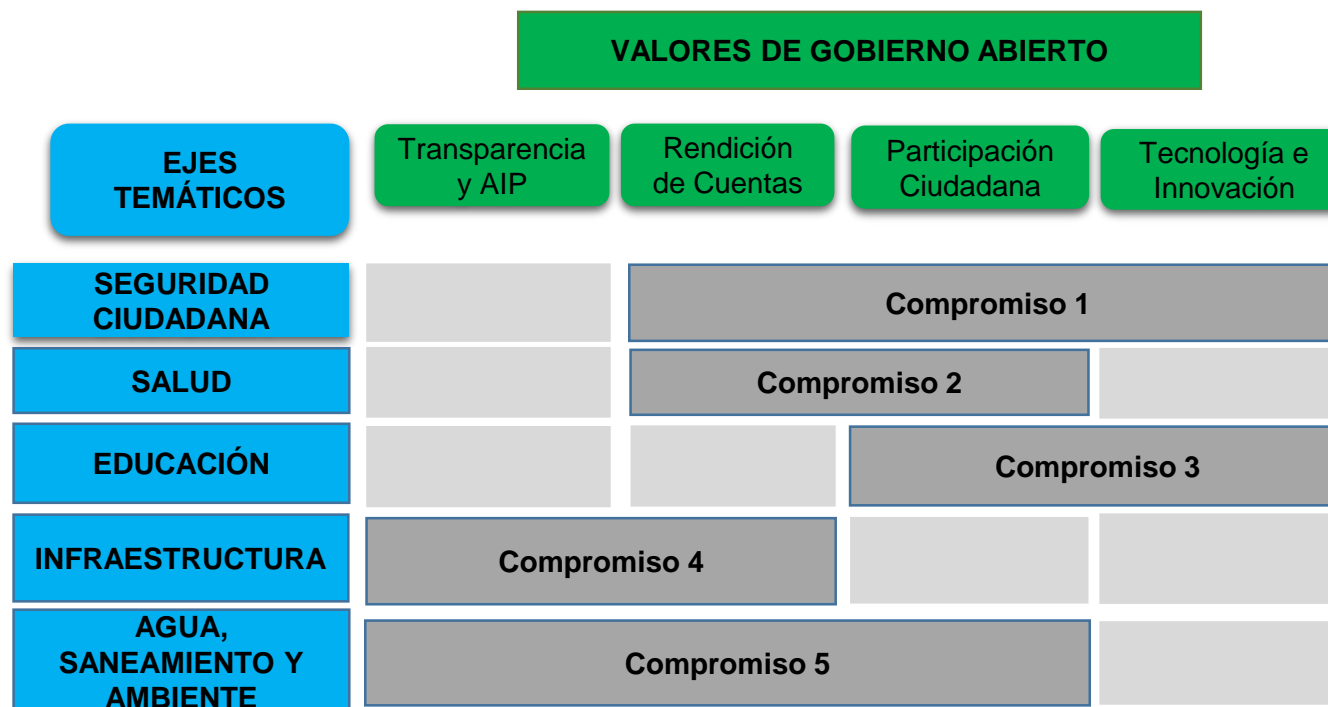 VALORES DE GOBIERNO ABIERTO
EJES
TEMÁTICOS
Transparencia
y AIP
Rendición
de Cuentas
Participación
Ciudadana
Tecnología e
Innovación
SEGURIDAD
CIUDADANA
Compromiso 1
SALUD
Compromiso 2
EDUCACIÓN
Compromiso 3
INFRAESTRUCTURA
Compromiso 4
AGUA,
SANEAMIENTO Y
AMBIENTE
Compromiso 5